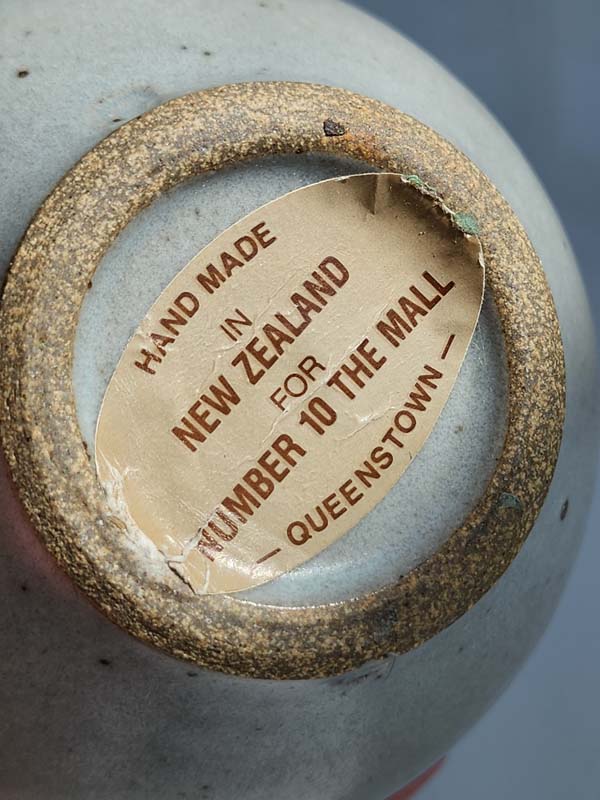 HAND MADE
IN
NEW ZEALAND
FOR
NUMBER 10 THE MALL
— QUEENSTOWN —